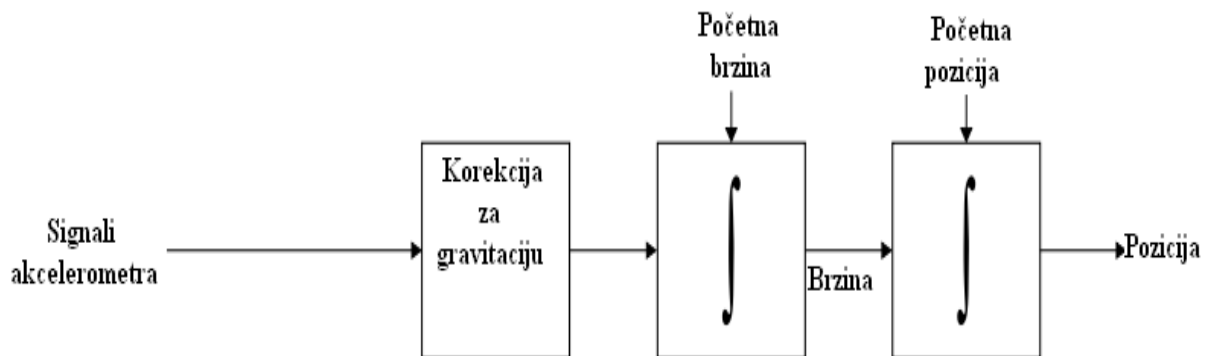 Početna
brzina
Početna
pozicija
Korekcija
za
gravitaciju
Signali
akcelerometra
∫
Brzina
∫
Pozicija